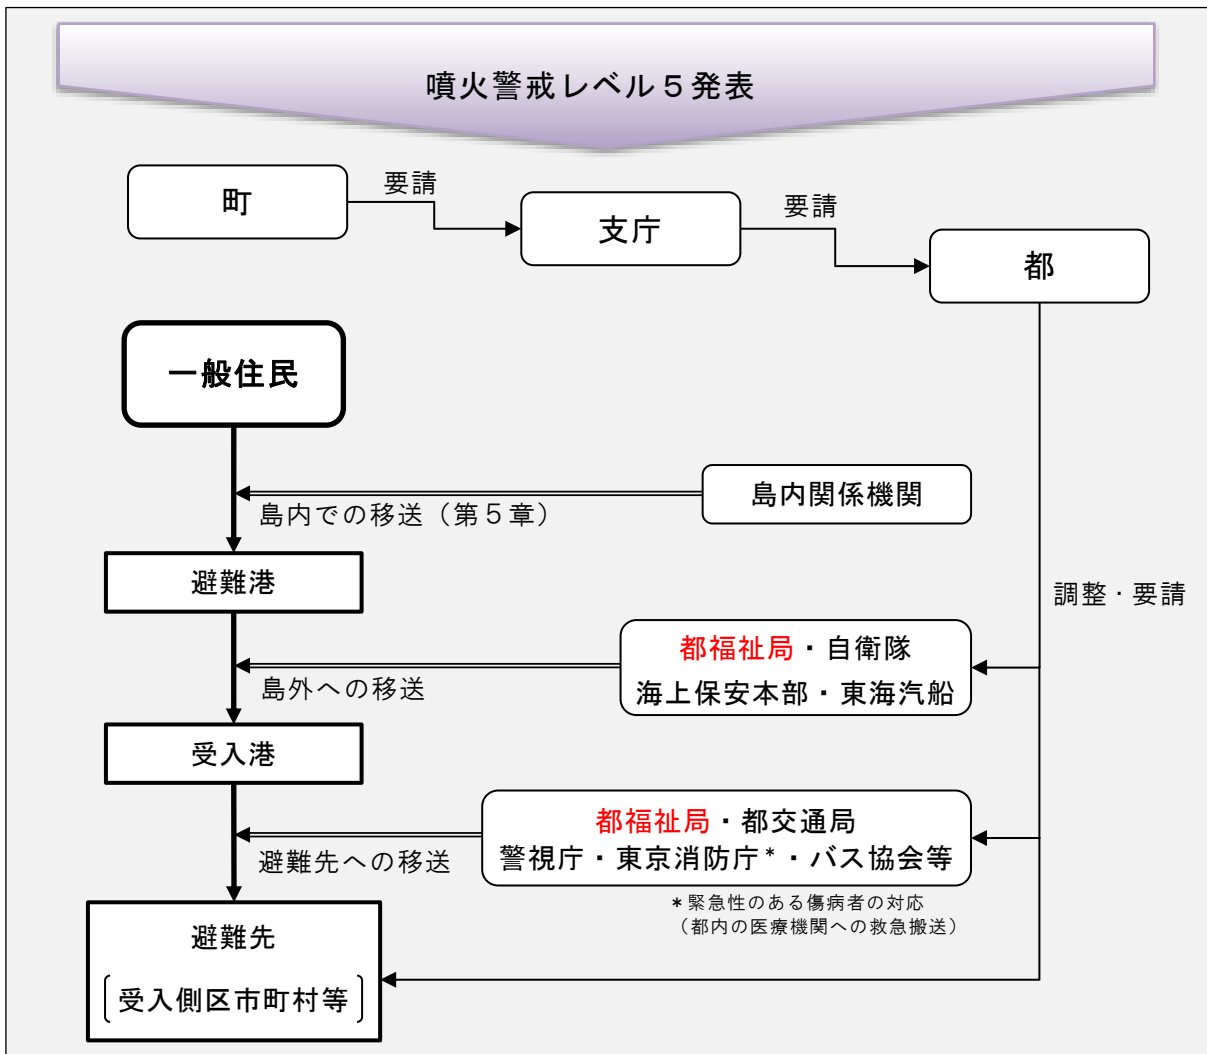 噴火警戒レベル５発表
町
要請
支庁
要請
都
一般住民
島内関係機関
島内での移送（第５章）
避難港
調整・要請
都福祉局・自衛隊
海上保安本部・東海汽船
島外への移送
受入港
都福祉局・都交通局
警視庁・東京消防庁*・バス協会等
避難先への移送
*緊急性のある傷病者の対応
（都内の医療機関への救急搬送）
避難先
〔受入側区市町村等〕